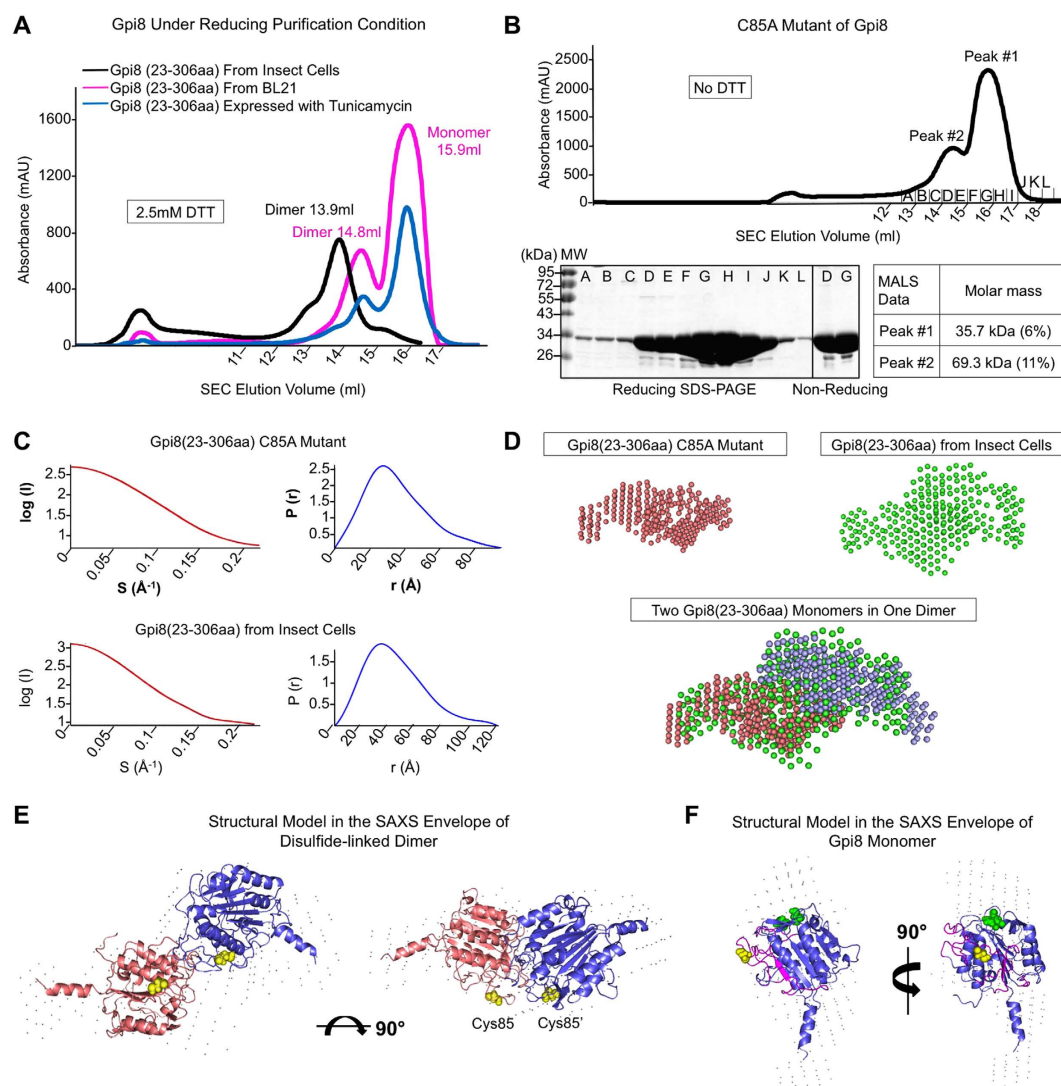 A
Gpi8 Under Reducing Purification Condition
Gpi8 (23-306aa) From Insect Cells
Gpi8 (23-306aa) From BL21
Gpi8 (23-306aa) Expressed with Tunicamycin
Absorbance (mAU)
1600
1200
800
400
0
2.5mM DTT
Monomer
15.9ml
Dimer 13.9ml
Dimer 14.8ml
11 12 13 14 15 16 17
SEC Elution Volume (ml)
B
C85A Mutant of Gpi8
Absorbance (mAU)
2500
2000
1500
1000
500
0
No DTT
Peak #1
Peak #2
A B C D E F G H I J K L
12 13 14 15 16 17 18
SEC Elution Volume (ml)
(kDa) MW
95
72
55
43
34
26
A B C D E F G H I J K L D G
Reducing SDS-PAGE Non-Reducing
MALS Data Molar mass
Peak #1 35.7 kDa (6%)
Peak #2 69.3 kDa (11%)
C
Gpi8(23-306aa) C85A Mutant
log (I)
2.5
2
1.5
1
0 0.05 0.1 0.15 0.2
S (Å-1)
P (r)
2.5
2
1.5
1
0.5
0 20 40 60 80
r (Å)
Gpi8(23-306aa) from Insect Cells
log (I)
3
2.5
2
1.5
1
0.05 0.1 0.15 0.2
S (Å-1)
P (r)
1.5
1
0.5
0 20 40 60 80 100 120
r (Å)
D
Gpi8(23-306aa) C85A Mutant
Gpi8(23-306aa) from Insect Cells
Two Gpi8(23-306aa) Monomers in One Dimer
E
Structural Model in the SAXS Envelope of
Disulfide-linked Dimer
90°
Cys85 Cys85'
F
Structural Model in the SAXS Envelope of
Gpi8 Monomer
90°